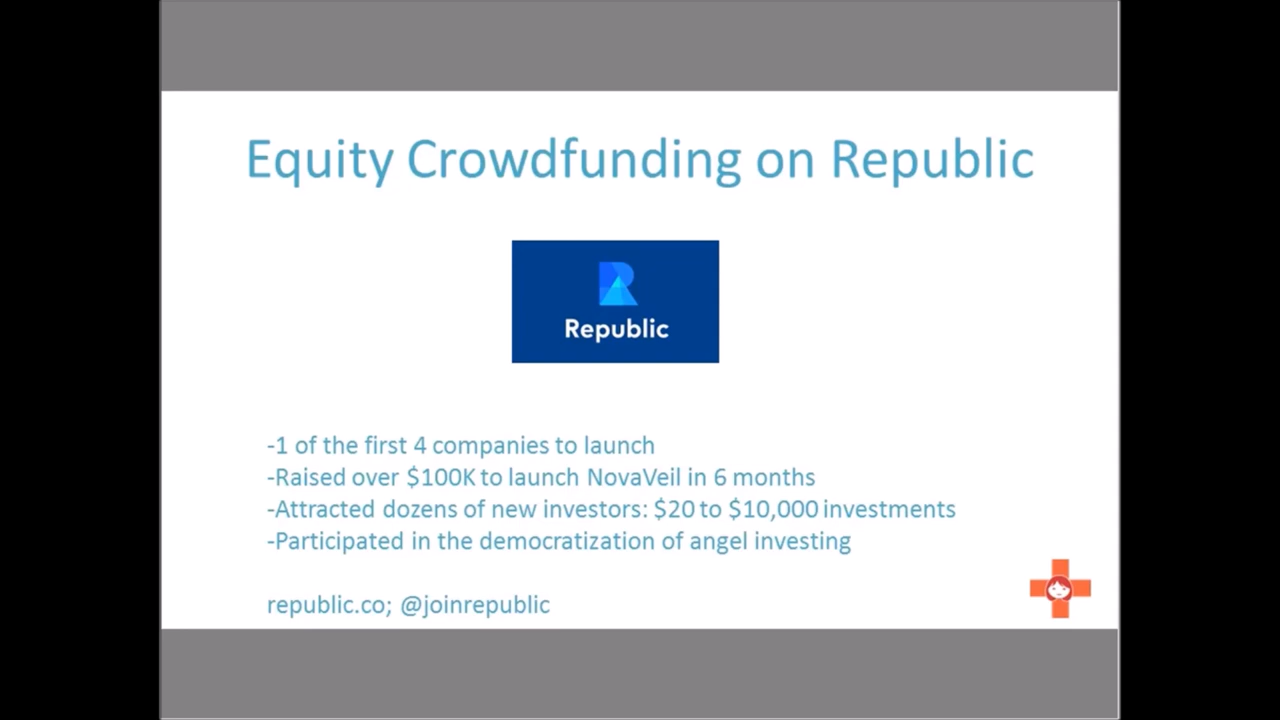 Equity Crowdfunding on Republic
Republic
-1 of the first 4 companies to launch
-Raised over $100K to launch NovaVeil in 6 months
-Attracted dozens of new investors: $20 to $10,000 investments
-Participated in the democratization of angel investing
republic.co; @joinrepublic